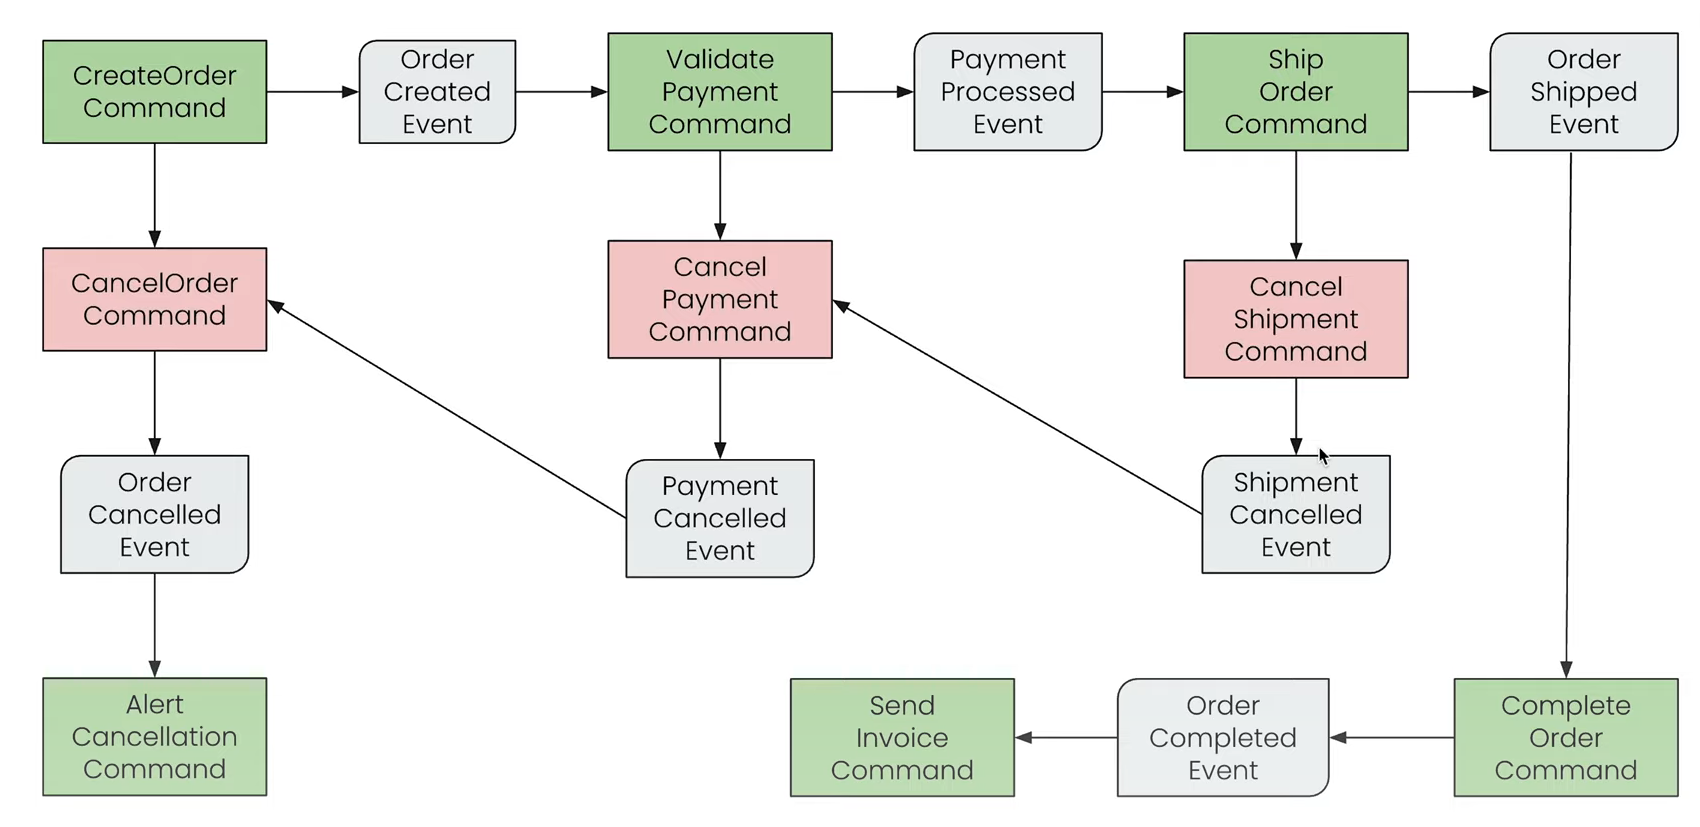 CreateOrder
Command
Order
Created
Event
Validate
Payment
Command
Payment
Processed
Event
Ship
Order
Command
Order
Shipped
Event
CancelOrder
Command
Cancel
Payment
Command
Cancel
Shipment
Command
Order
Cancelled
Event
Payment
Cancelled
Event
Shipment
Cancelled
Event
Alert
Cancellation
Command
Send
Invoice
Command
Order
Completed
Event
Complete
Order
Command